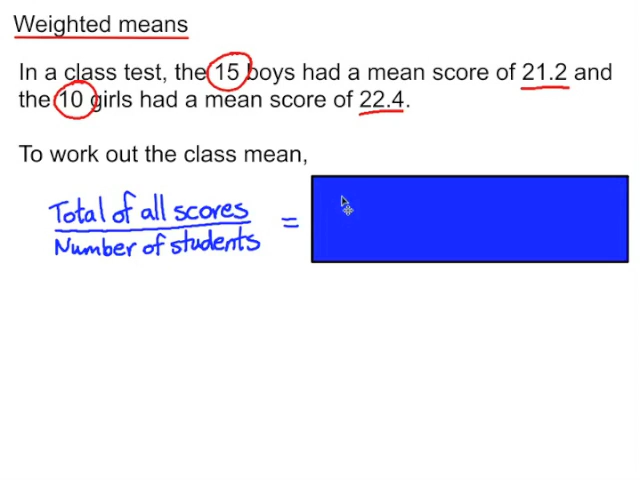 Weighted means
In a class test, the 15 boys had a mean score of 21.2 and
the 10 girls had a mean score of 22.4.
To work out the class mean,
Total of all scores
Number of students =